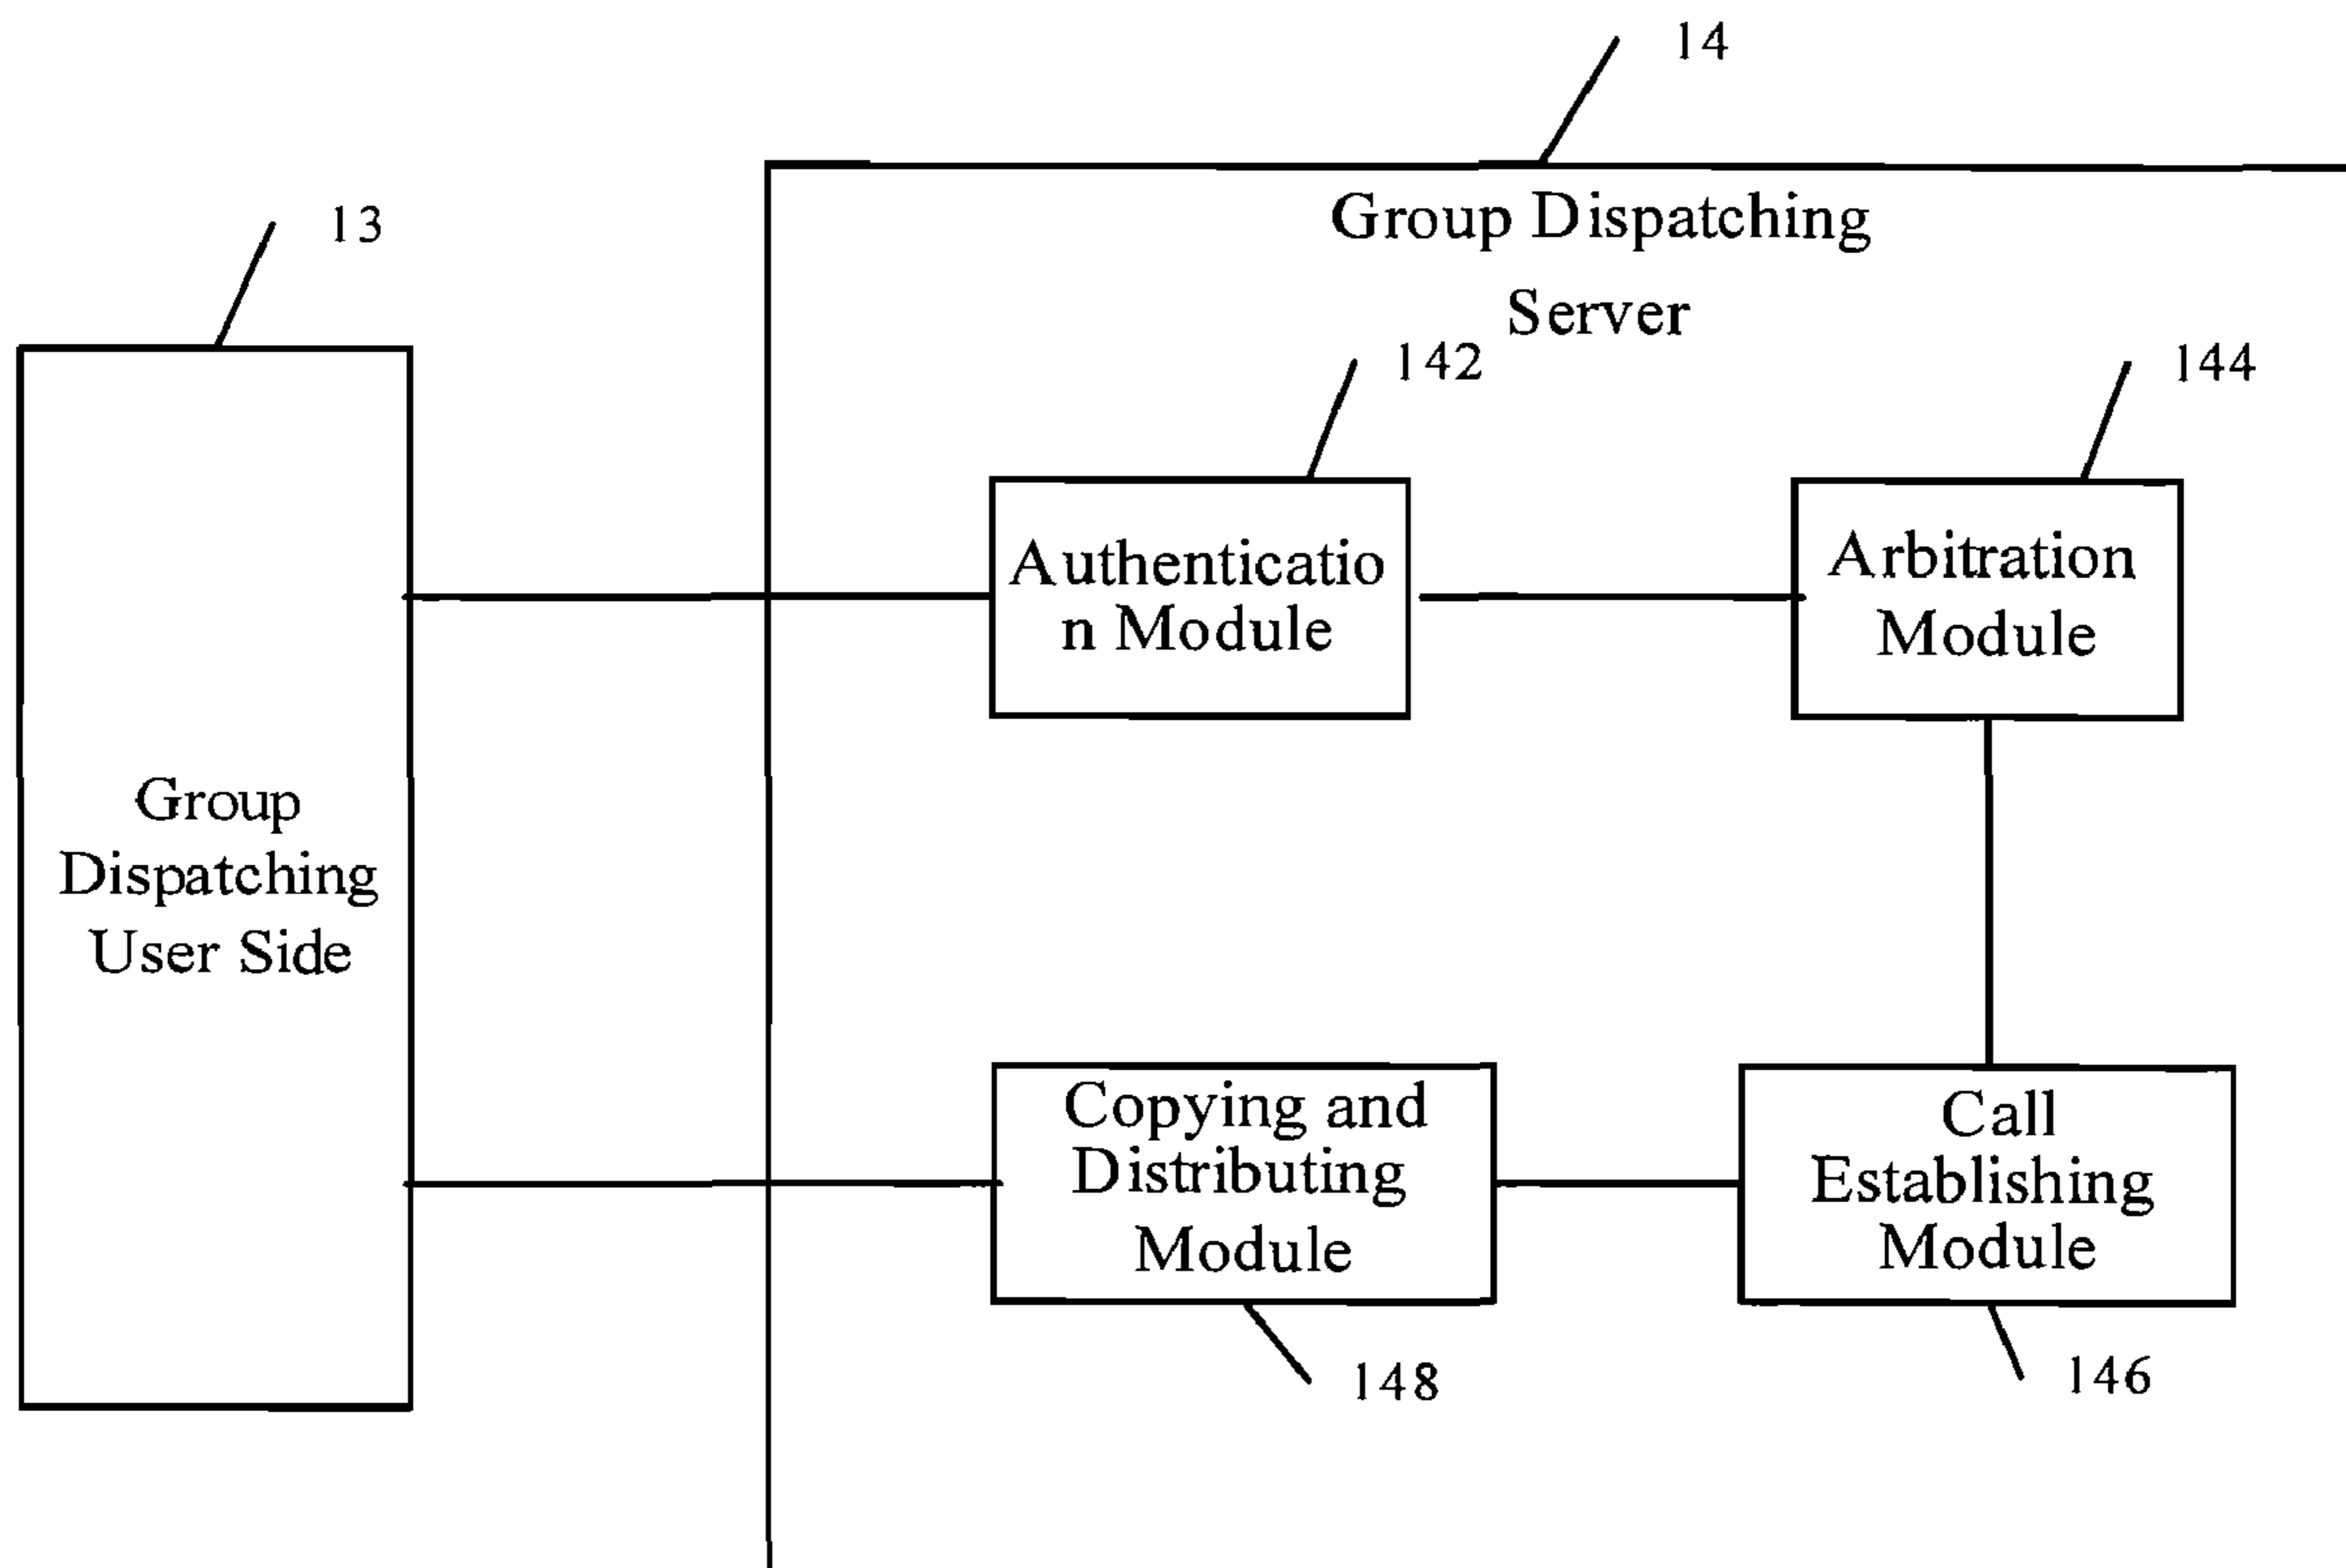 14
Group Dispatching
Server
13
142
144
Authenticatio
n Module
Arbitration
Module
Group
Dispatching
User Side
Copying and
Distributing
Module
Call
Establishing
Module
148
146